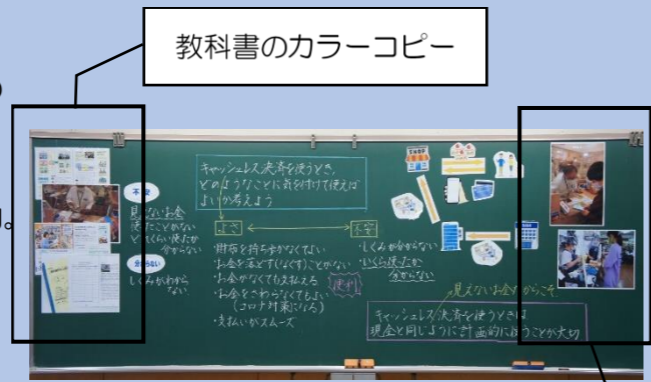 教科書のカラーコピー
の
。
不安
見えないお金
使ったことがない
どれくらい使ったか
分からない
分からない
しくみがわから
ない
キャッシュレス決済を使うとき、
どのようなことに気を付けて使えば
よいか考えよう
よさ
不安
・財布を持ち歩かなくてよい
・お金を落とす(なくす)ことがない
・お金がなくても支払える
・お金をさわらなくてもよい
(コロナ対策になる)
・支払いがスムーズ
便利
・しくみが分からない
・いくら使ったか
分からない
SHOP
見えないお金だからこそ、
キャッシュレス決済を使うときは
現金と同じように計画的に使うことが大切